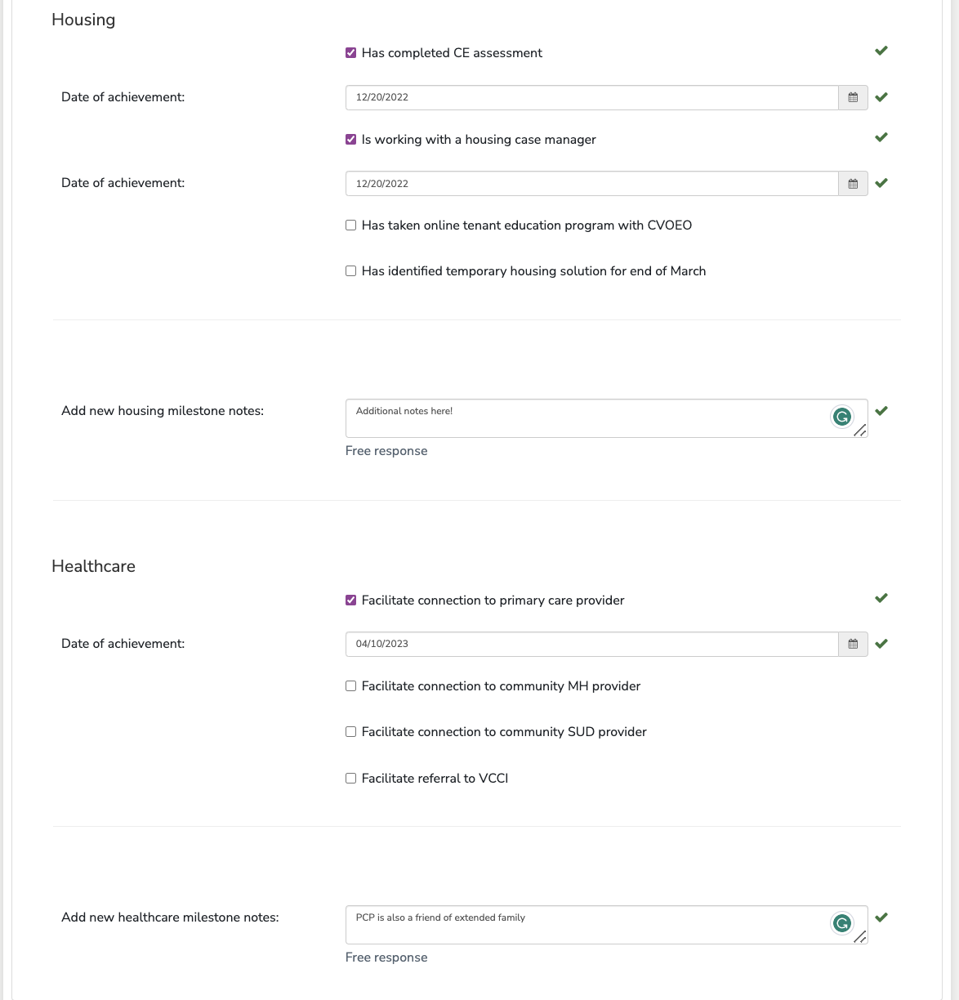 Housing
Has completed CE assessment
Date of achievement:
12/20/2022
Is working with a housing case manager
Date of achievement:
12/20/2022
Has taken online tenant education program with CVOEO
Has identified temporary housing solution for end of March
Add new housing milestone notes:
Additional notes here!
Free response
Healthcare
Facilitate connection to primary care provider
Date of achievement:
04/10/2023
Facilitate connection to community MH provider
Facilitate connection to community SUD provider
Facilitate referral to VCCI
Add new healthcare milestone notes:
PCP is also a friend of extended family
Free response